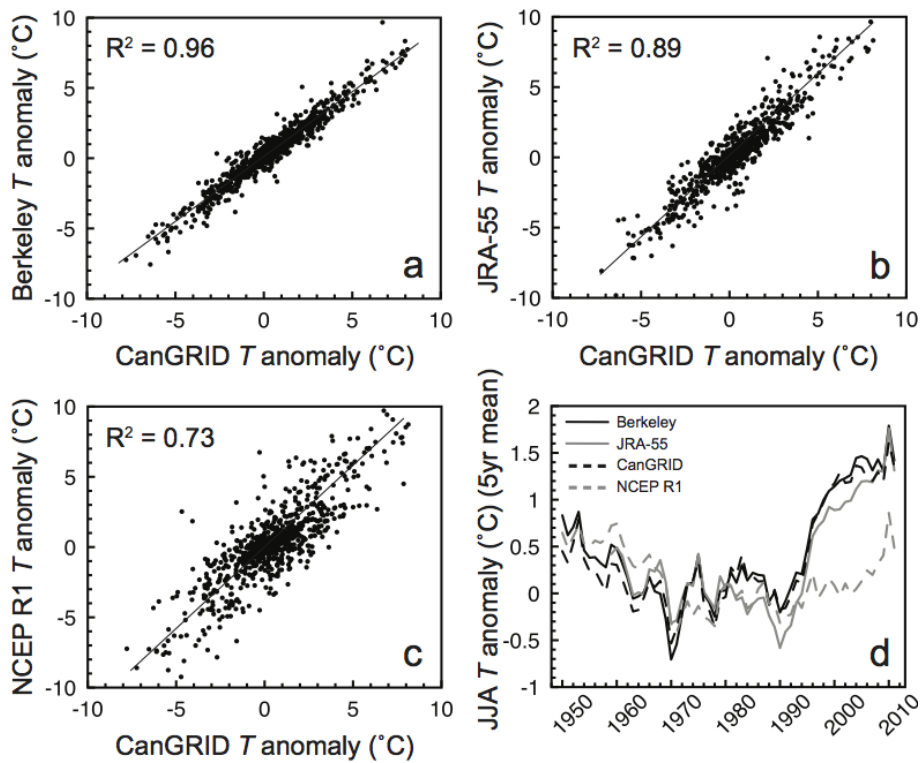 Berkeley T anomaly (˚C)
10
5
0
-5
-10
R² = 0.96
a
-10 -5 0 5 10
CanGRID T anomaly (˚C)
JRA-55 T anomaly (˚C)
10
5
0
-5
-10
R² = 0.89
b
-10 -5 0 5 10
CanGRID T anomaly (˚C)
NCEP R1 T anomaly (˚C)
10
5
0
-5
-10
R² = 0.73
c
-10 -5 0 5 10
CanGRID T anomaly (˚C)
JJA T anomaly (˚C) (5yr mean)
2
1.5
1
0.5
0
-0.5
-1
Berkeley
JRA-55
CanGRID
NCEP R1
d
1950 1960 1970 1980 1990 2000 2010